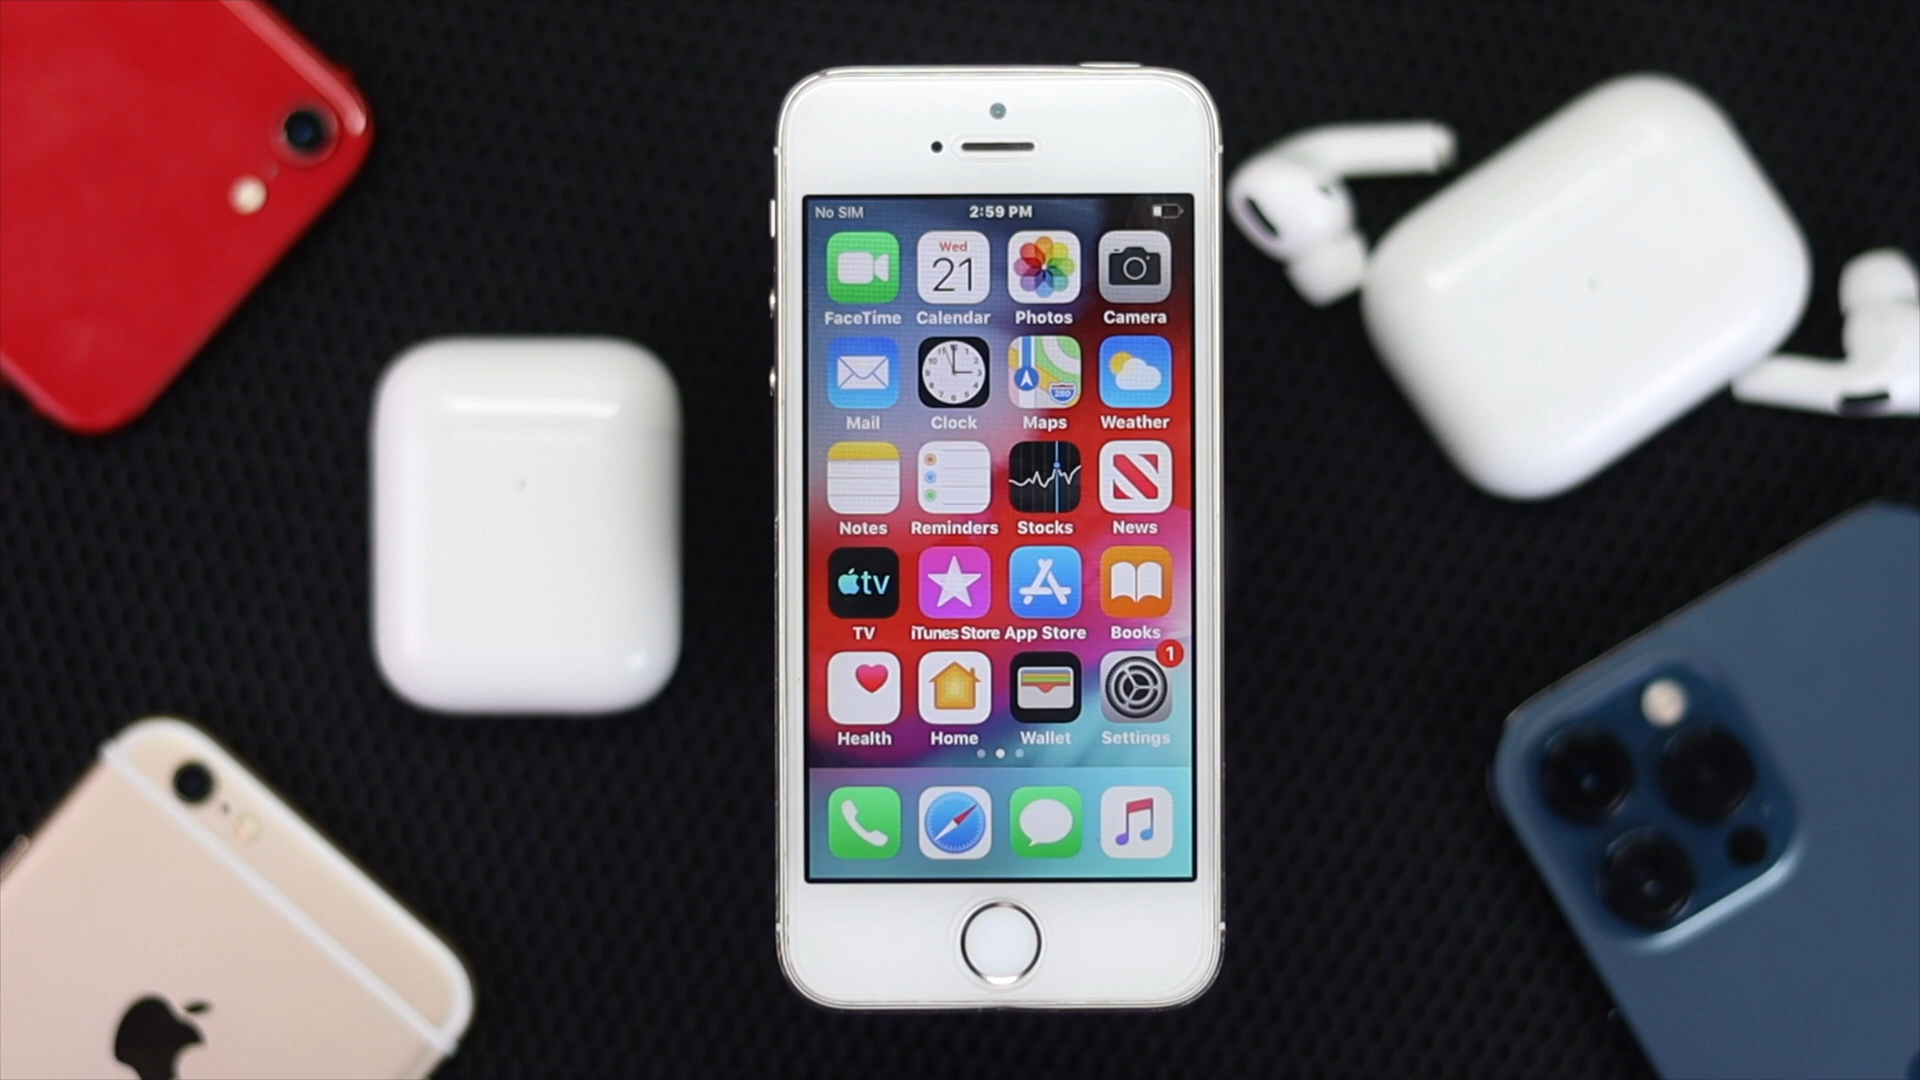 No SIM 2:59 PM
Wed
21
FaceTime Calendar Photos Camera
280
Mail Clock Maps Weather
Notes Reminders Stocks News
tv
TV iTunes Store App Store Books
1
Health Home Wallet Settings